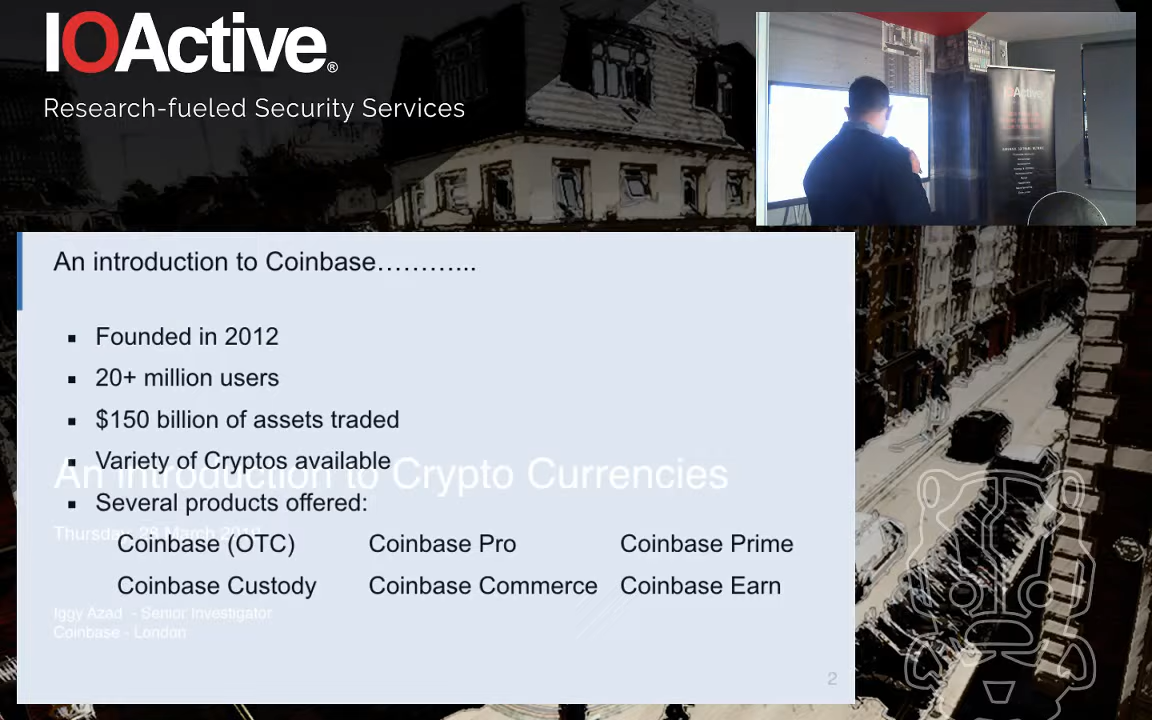 IOActive®
Research-fueled Security Services
IOActive
An introduction to Coinbase………...
▪ Founded in 2012
▪ 20+ million users
▪ $150 billion of assets traded
▪ Variety of Cryptos available
An introduction to Crypto Currencies
▪ Several products offered:
Thursday, 28 March 2019
Coinbase (OTC) Coinbase Pro Coinbase Prime
Coinbase Custody Coinbase Commerce Coinbase Earn
Iggy Azad - Senior Investigator
Coinbase - London
2